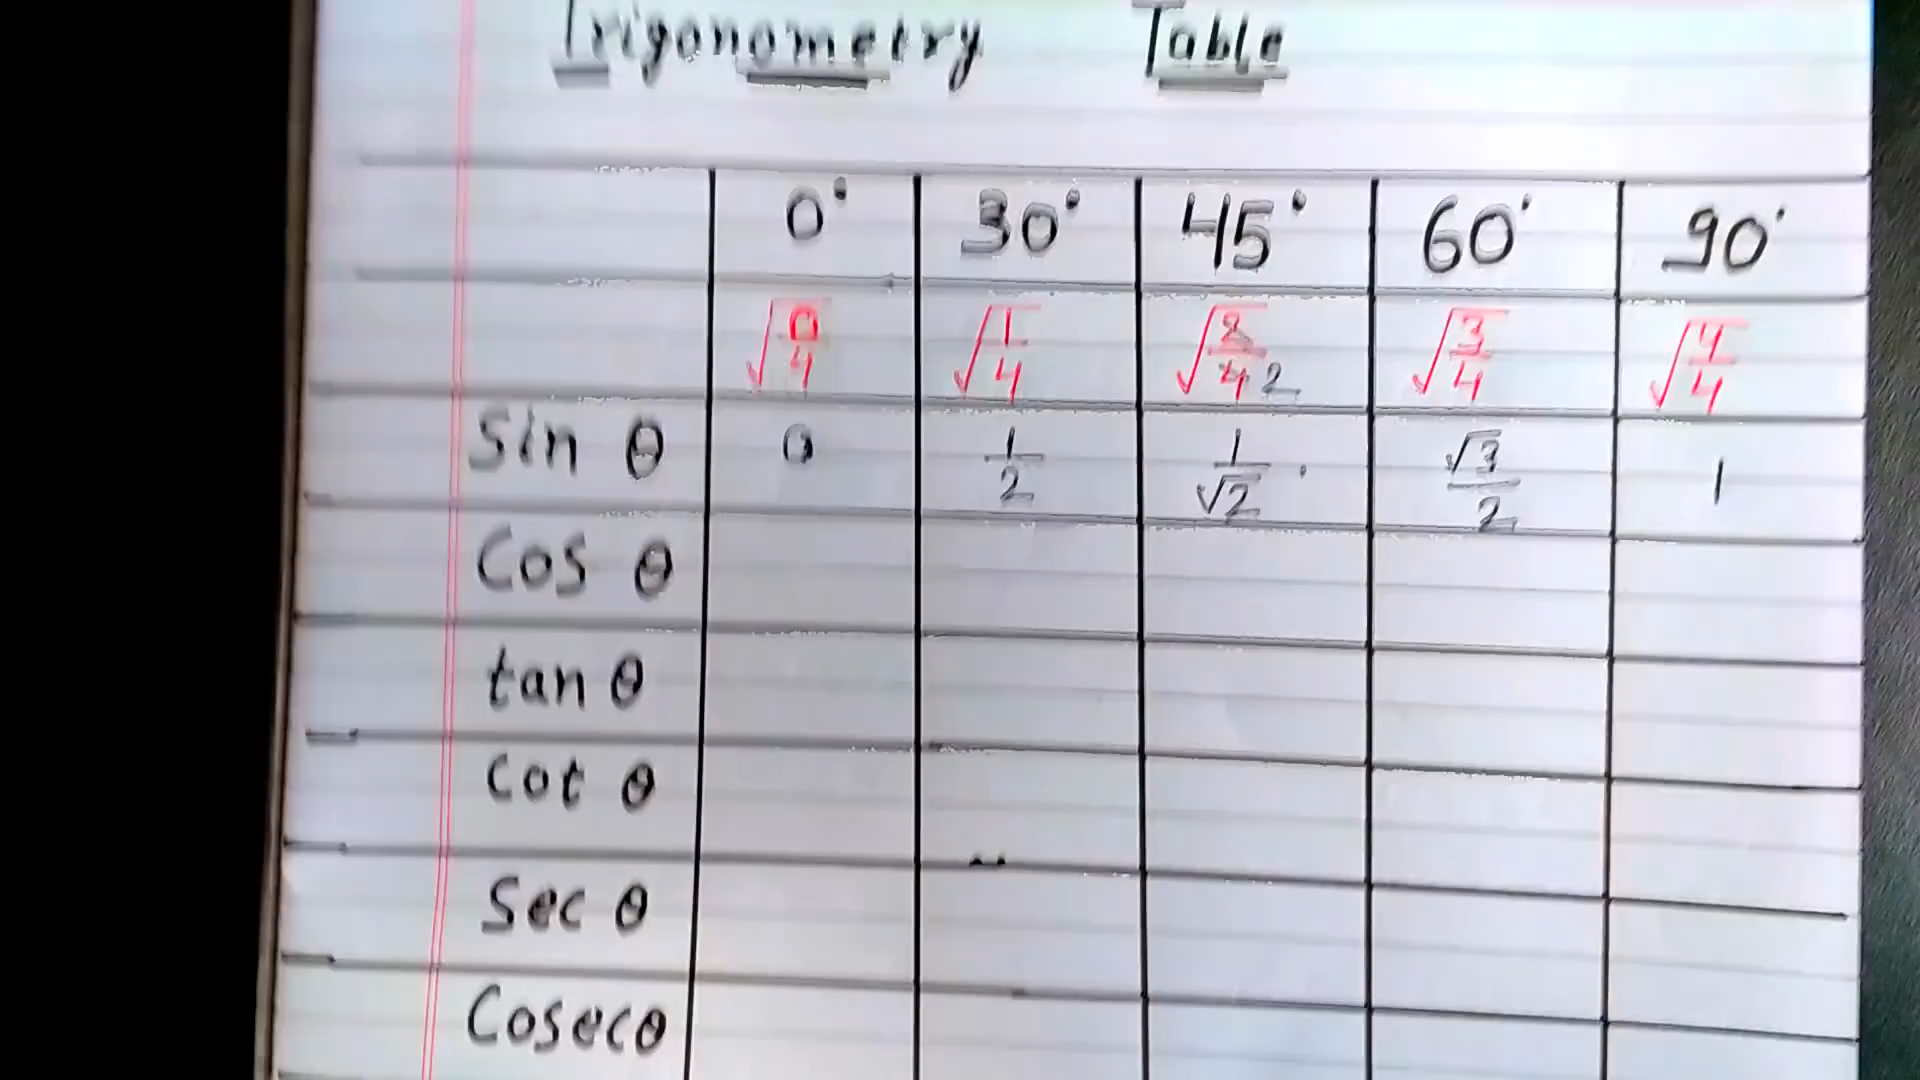 Trigonometry Table
0° 30° 45° 60° 90°
√0/4 √1/4 √2/4 2 √3/4 √4/4
Sin θ 0 1/2 1/√2 √3/2 1
Cos θ
tan θ
Cot θ
Sec θ
Cosec θ